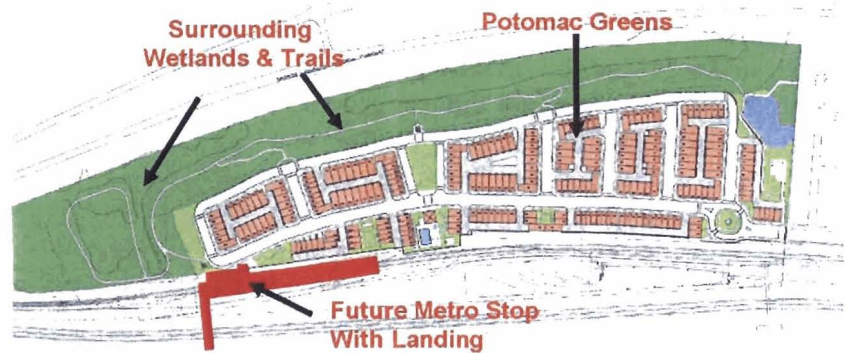 Surrounding
Wetlands & Trails
Potomac Greens
Future Metro Stop
With Landing